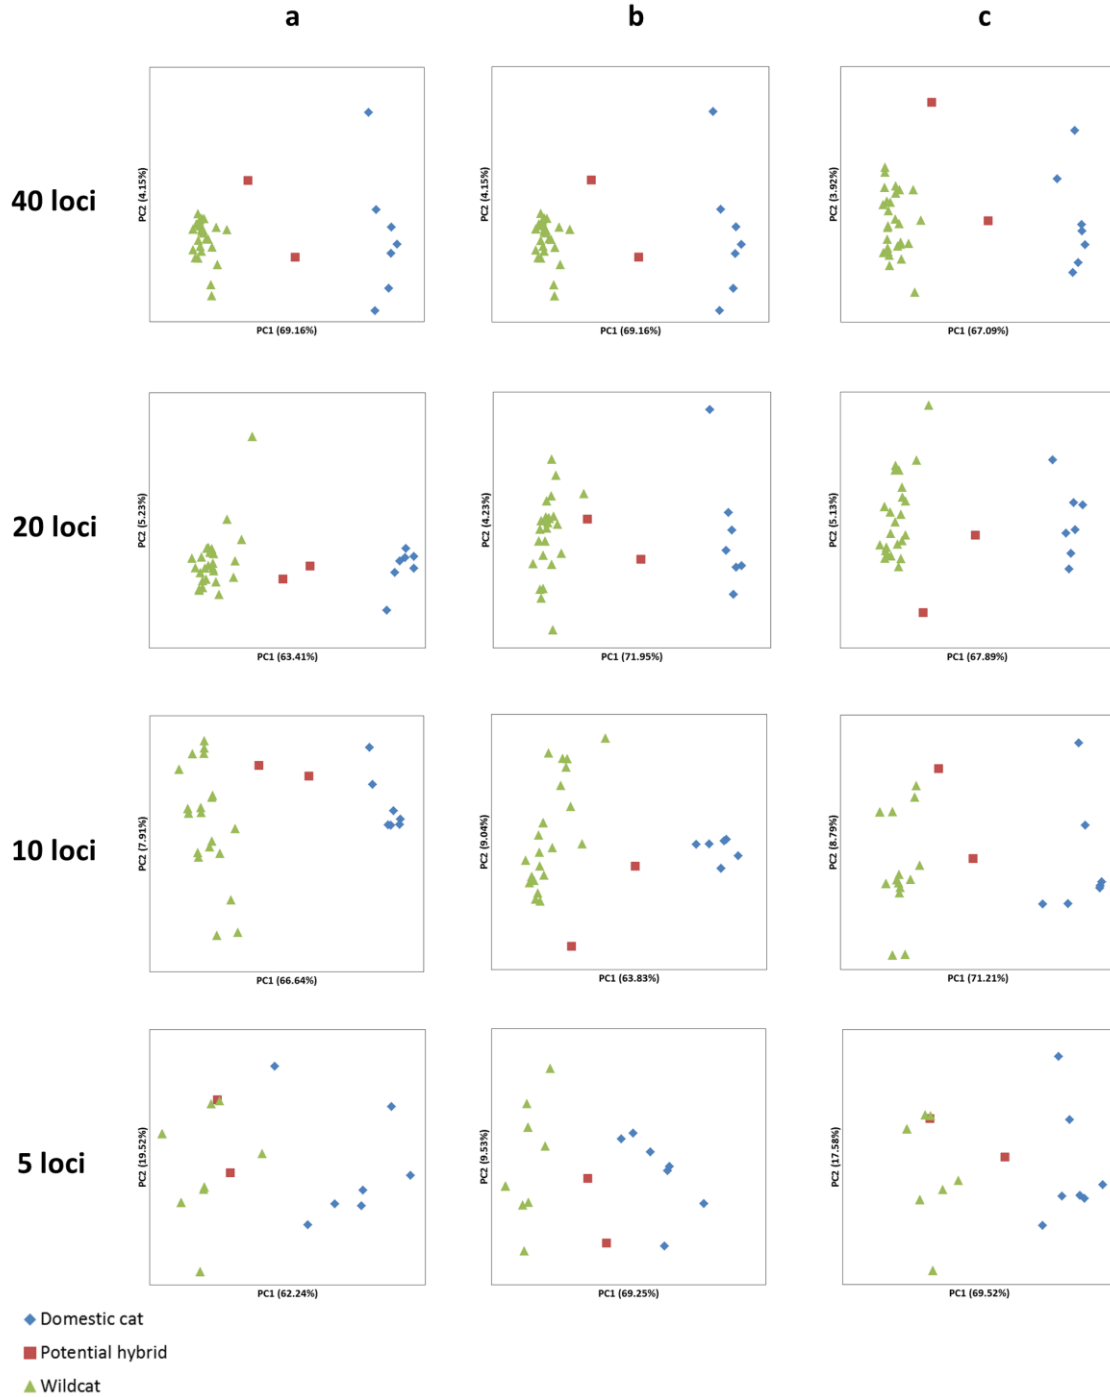 a b c
40 loci
PC2 (4.15%)
PC1 (69.16%)
PC2 (4.15%)
PC1 (69.16%)
PC2 (3.92%)
PC1 (67.09%)
20 loci
PC2 (5.23%)
PC1 (63.41%)
PC2 (4.23%)
PC1 (71.95%)
PC2 (5.13%)
PC1 (67.89%)
10 loci
PC2 (7.91%)
PC1 (66.64%)
PC2 (9.04%)
PC1 (63.83%)
PC2 (8.79%)
PC1 (71.21%)
5 loci
PC2 (19.52%)
PC1 (62.24%)
PC2 (9.53%)
PC1 (69.25%)
PC2 (17.58%)
PC1 (69.52%)
Domestic cat
Potential hybrid
Wildcat